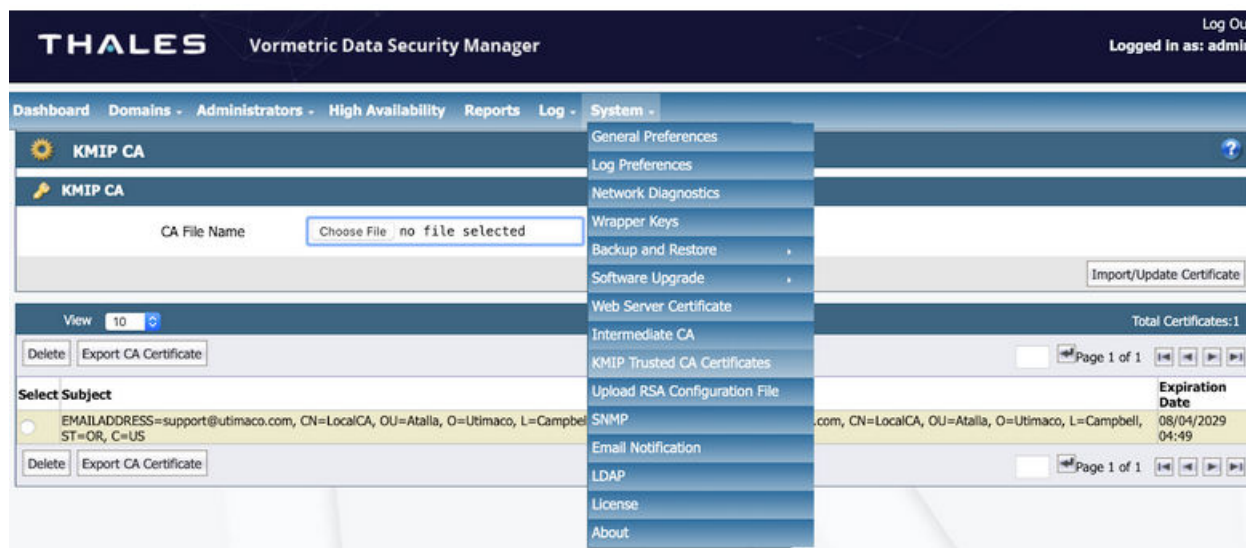 THALES Vormetric Data Security Manager
Log Ou
Logged in as: admin
Dashboard Domains Administrators High Availability Reports Log System
KMIP CA
KMIP CA
CA File Name Choose File no file selected
Import/Update Certificate
General Preferences
Log Preferences
Network Diagnostics
Wrapper Keys
Backup and Restore
Software Upgrade
Web Server Certificate
Intermediate CA
KMIP Trusted CA Certificates
Upload RSA Configuration File
SNMP
Email Notification
LDAP
License
About
View 10 Total Certificates:1
Delete Export CA Certificate Page 1 of 1
Select Subject Expiration
Date
EMAILADDRESS=support@utimaco.com, CN=LocalCA, OU=Atalla, O=Utimaco, L=Campbel .com, CN=LocalCA, OU=Atalla, O=Utimaco, L=Campbell, 08/04/2029
ST=OR, C=US 04:49
Delete Export CA Certificate Page 1 of 1